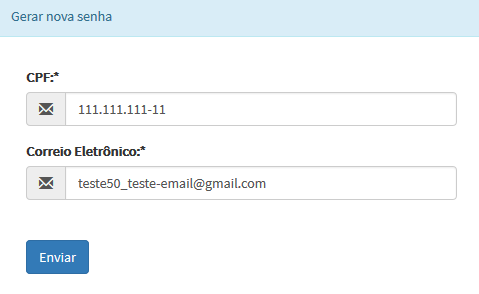 Gerar nova senha
CPF:*
111.111.111-11
Correio Eletrônico:*
teste50_teste-email@gmail.com
Enviar